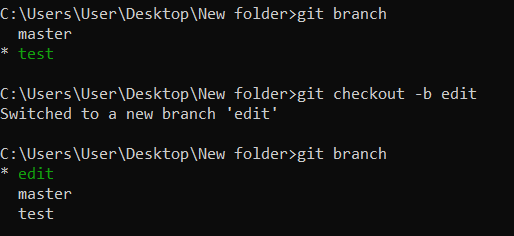 C:\Users\User\Desktop\New folder>git branch
  master
* test

C:\Users\User\Desktop\New folder>git checkout -b edit
Switched to a new branch 'edit'

C:\Users\User\Desktop\New folder>git branch
* edit
  master
  test